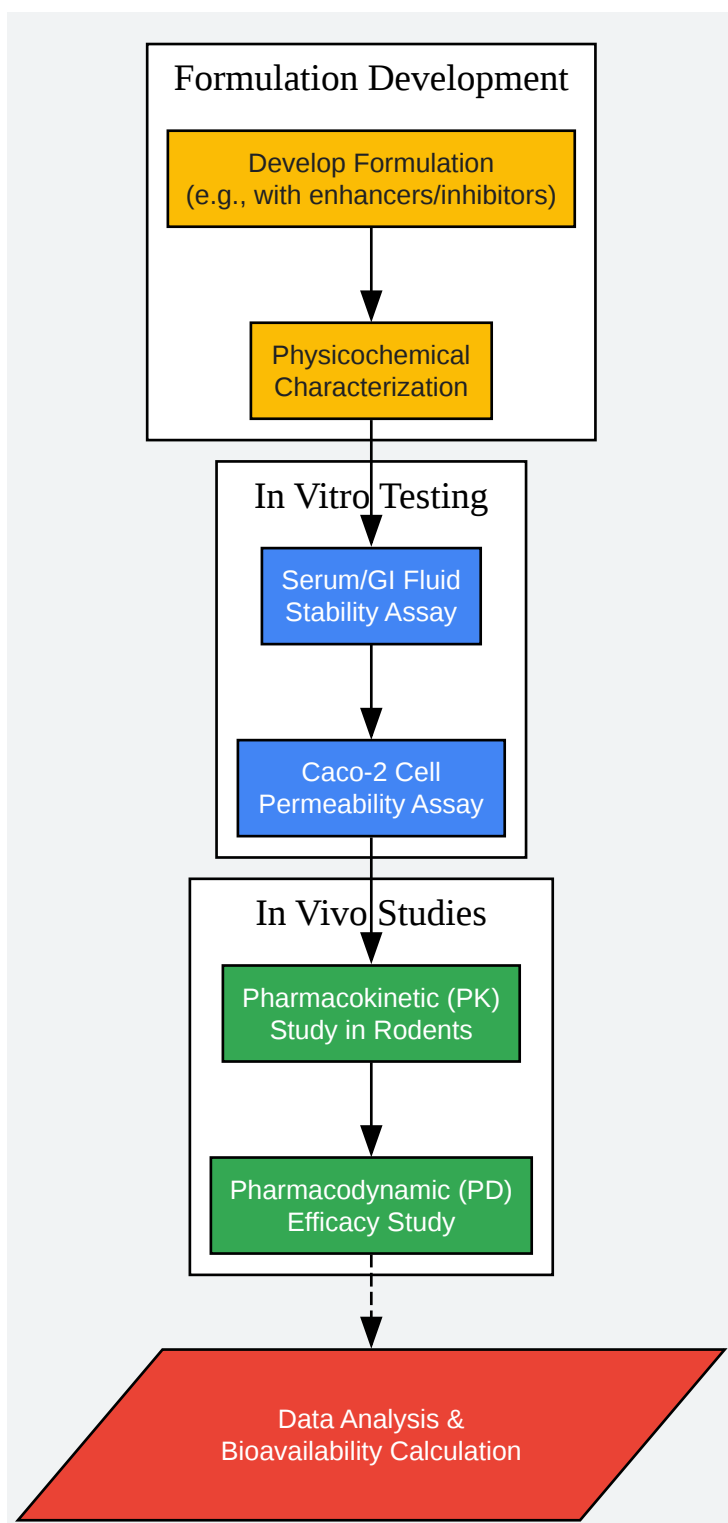 Formulation Development
Develop Formulation
(e.g., with enhancers/inhibitors)
Physicochemical
Characterization
In Vitro Testing
Serum/GI Fluid
Stability Assay
Caco-2 Cell
Permeability Assay
In Vivo Studies
Pharmacokinetic (PK)
Study in Rodents
Pharmacodynamic (PD)
Efficacy Study
Data Analysis &
Bioavailability Calculation